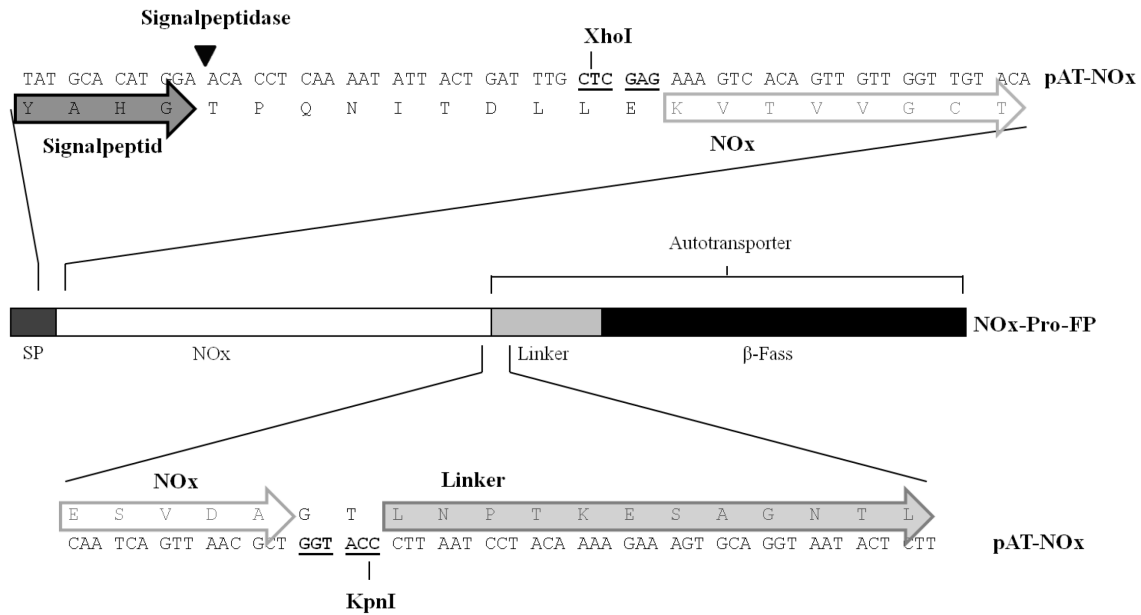 Signalpeptidase
XhoI
TAT GCA CAT GGA ACA CCT CAA AAT ATT ACT GAT TTG CTC GAG AAA GTC ACA GTT GTT GGT TGT ACA pAT-NOx
Y A H G T P Q N I T D L L E K V T V V G C T
Signalpeptid NOx
Autotransporter
NOx-Pro-FP
SP NOx Linker β-Fass
NOx Linker
E S V D A G T L N P T K E S A G N T L
CAA TCA GTT AAC GCT GGT ACC CTT AAT CCT ACA AAA GAA AGT GCA GGT AAT ACT CTT pAT-NOx
KpnI